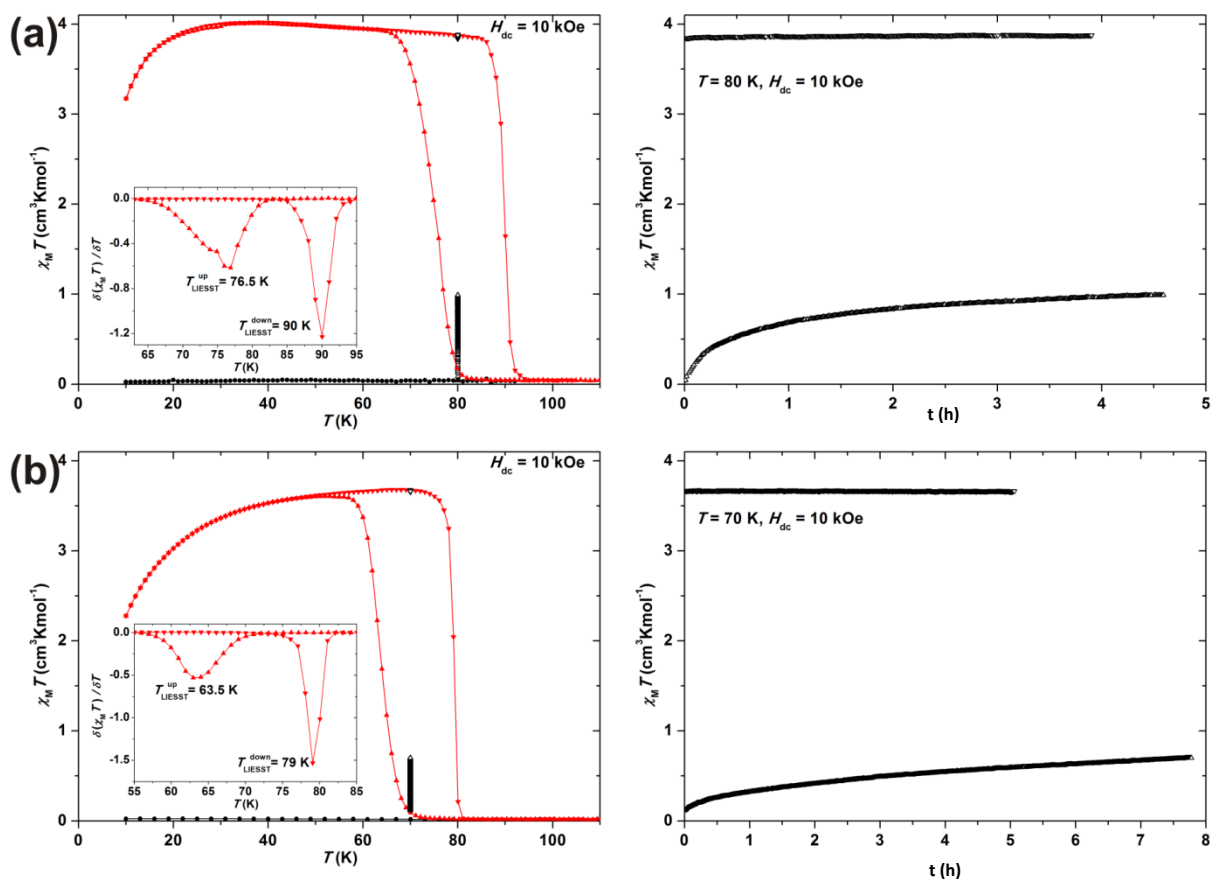 (a)
H_dc = 10 kOe
χ_M T (cm³Kmol⁻¹)
4
3
2
1
0
0 20 40 60 80 100
T (K)
δ(χ_M T)/δT
0.0
-0.4
-0.8
-1.2
T^up_LIESST = 76.5 K
T^down_LIESST = 90 K
65 70 75 80 85 90 95
T (K)
χ_M T (cm³Kmol⁻¹)
4
3
2
1
0
T = 80 K, H_dc = 10 kOe
0 1 2 3 4 5
t (h)
(b)
H_dc = 10 kOe
χ_M T (cm³Kmol⁻¹)
4
3
2
1
0
0 20 40 60 80 100
T (K)
δ(χ_M T)/δT
0.0
-0.5
-1.0
-1.5
T^up_LIESST = 63.5 K
T^down_LIESST = 79 K
55 60 65 70 75 80 85
T (K)
χ_M T (cm³Kmol⁻¹)
4
3
2
1
0
T = 70 K, H_dc = 10 kOe
0 1 2 3 4 5 6 7 8
t (h)